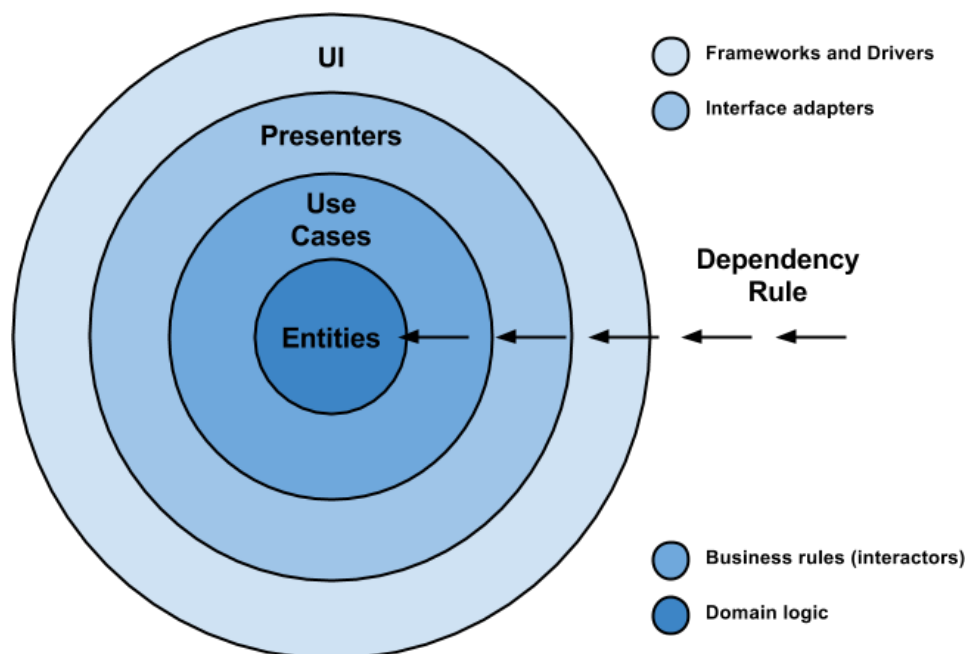 UI
Presenters
Use
Cases
Entities
Frameworks and Drivers
Interface adapters
Dependency
Rule
Business rules (interactors)
Domain logic